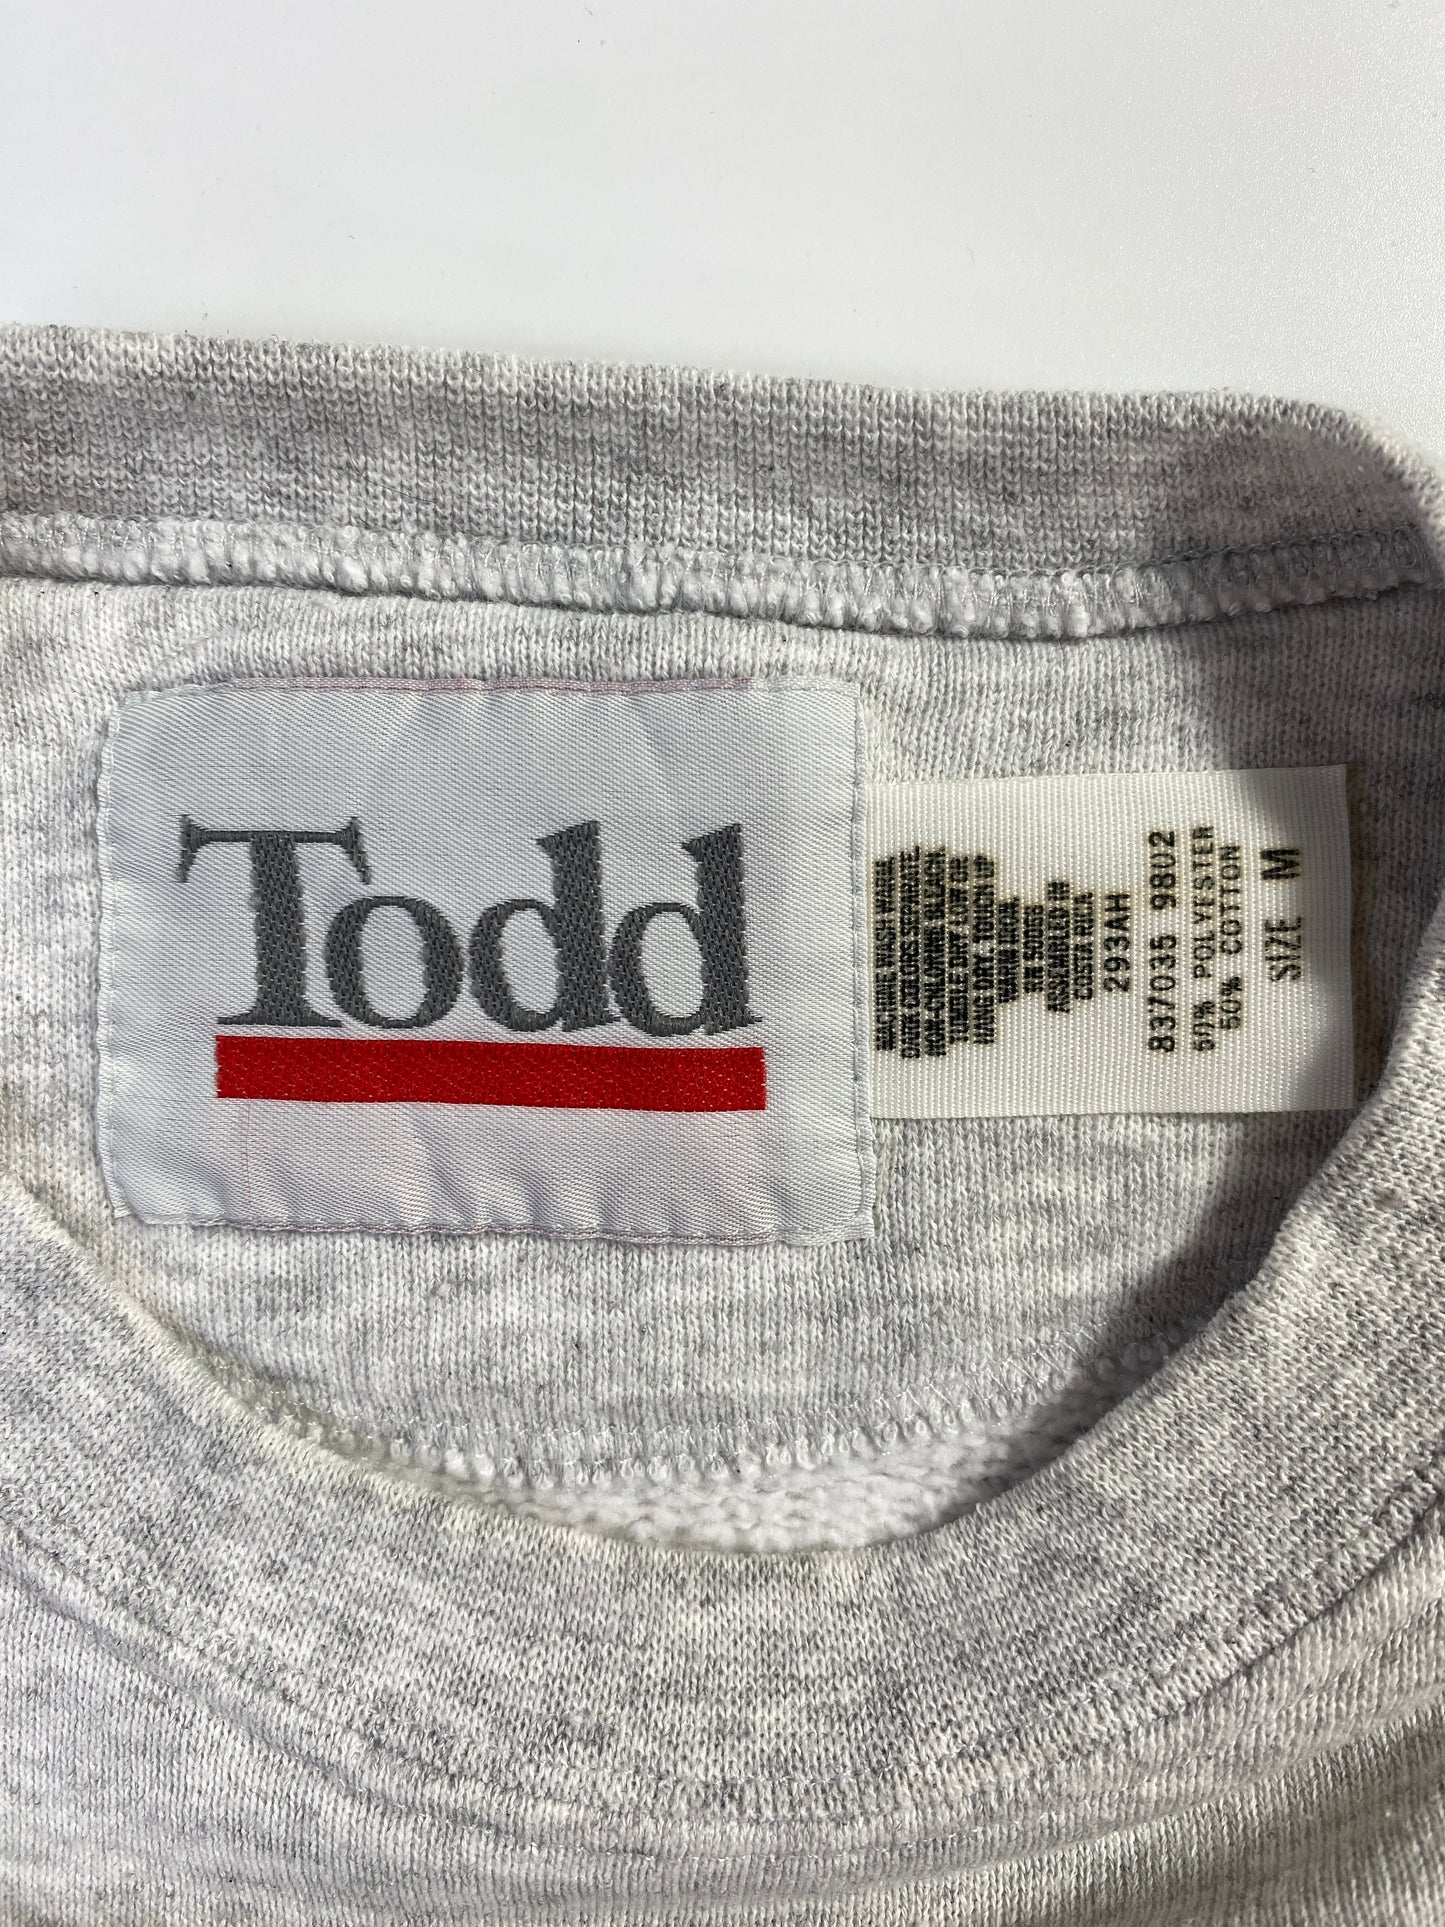 Todd
MACHINE WASH WARM.
DARK COLORS SEPARATE.
NON-CHLORINE BLEACH.
TUMBLE DRY LOW OR
HANG DRY. TOUCH UP
WARM IRON.
ASSEMBLED IN
COSTA RICA
293AH
837035 9802
50% POLYESTER
50% COTTON
SIZE M